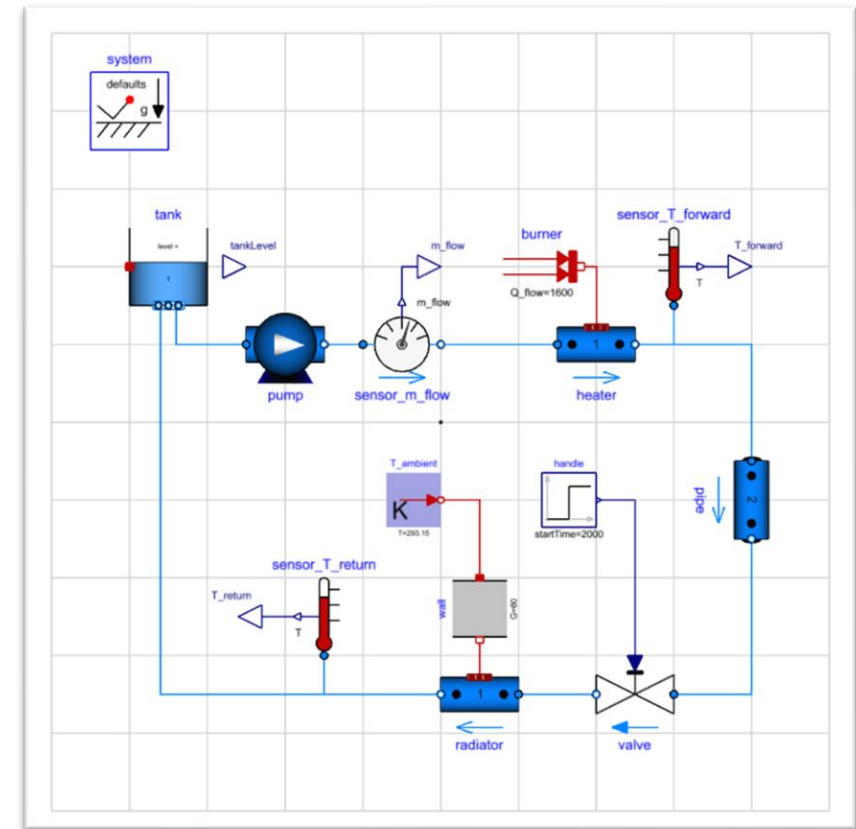 system
defaults
g
tank
level =
1
tankLevel
m_flow
m_flow
burner
Q_flow=1600
sensor_T_forward
T_forward
T
pump
sensor_m_flow
1
heater
T_ambient
K
T=293.15
handle
startTime=2000
pipe
2
sensor_T_return
T_return
T
wall
G=80
1
radiator
valve